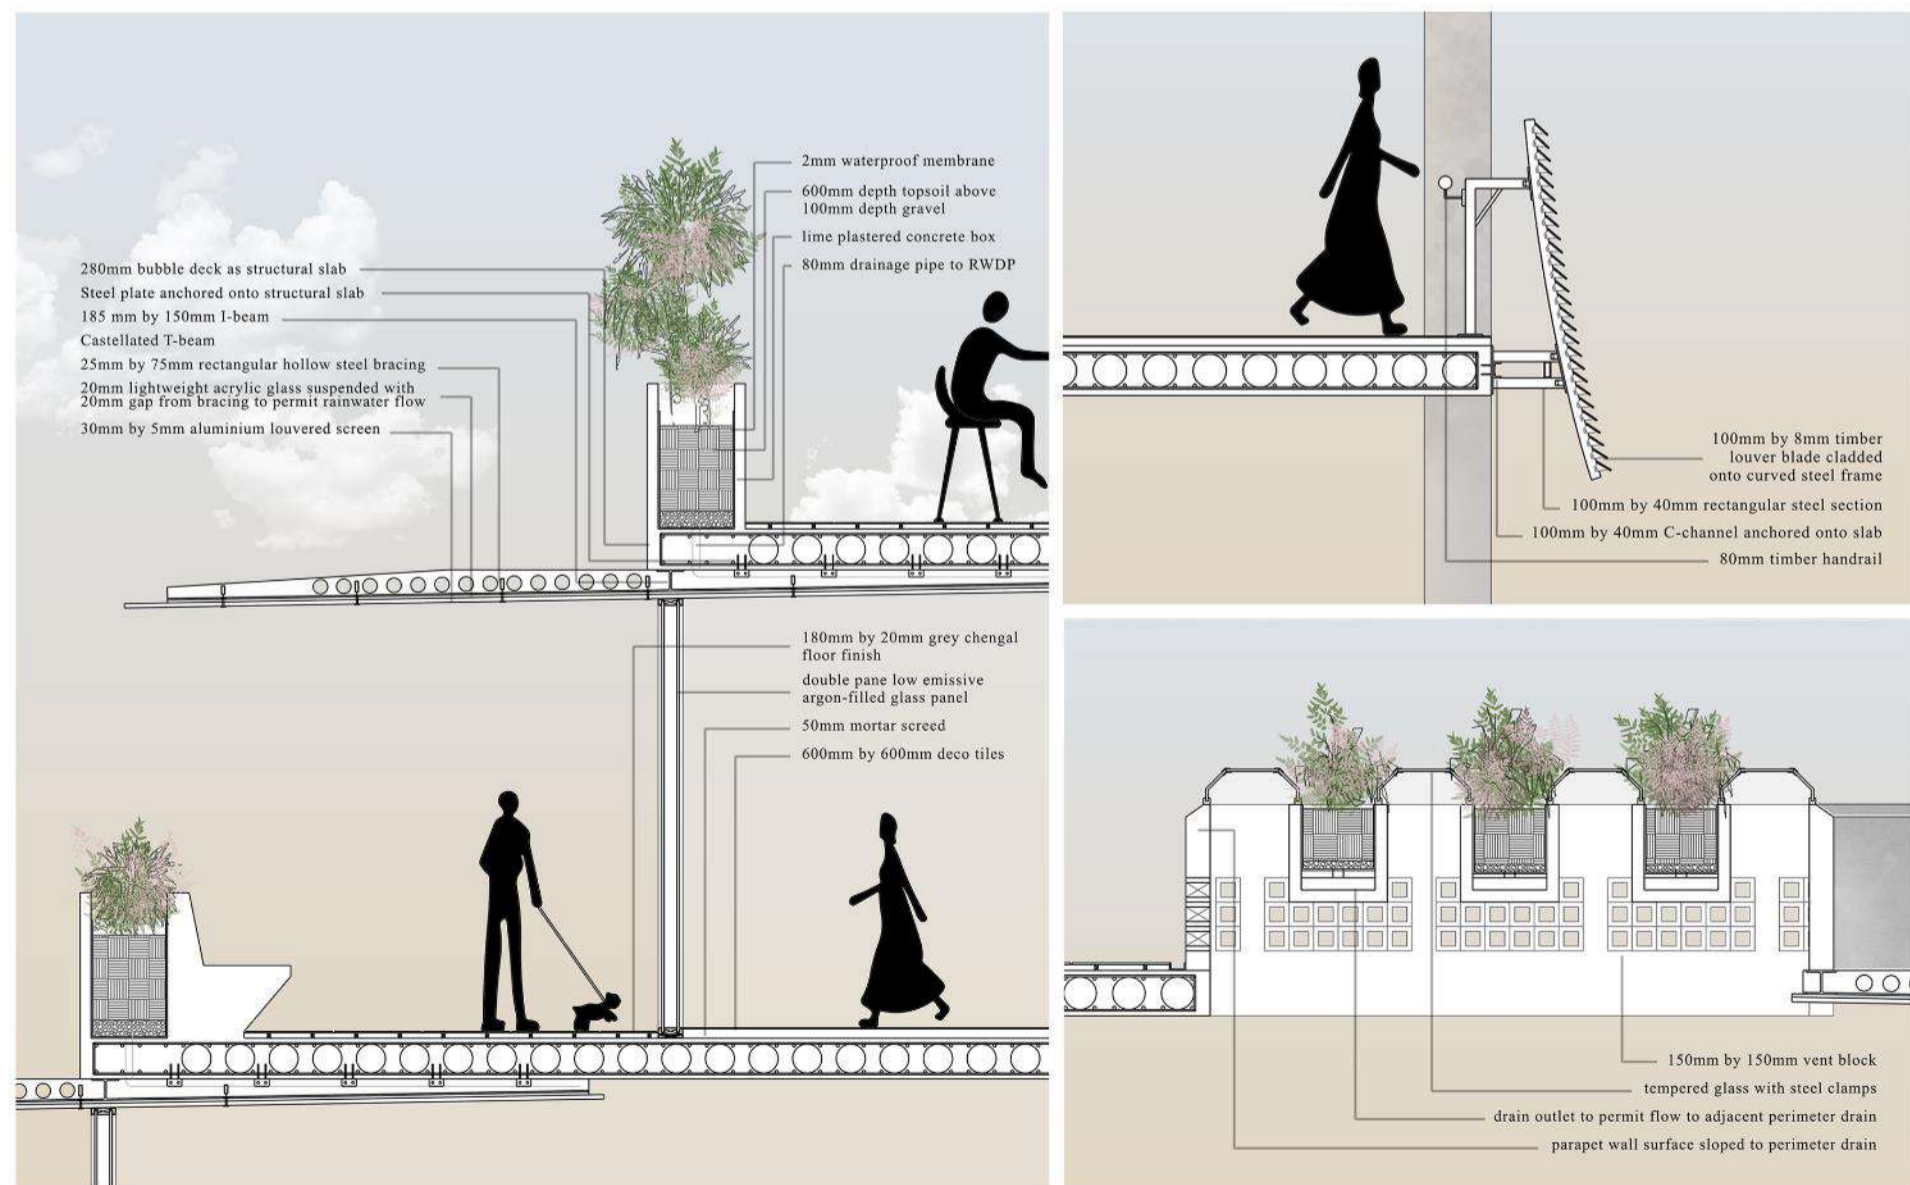 2mm waterproof membrane
600mm depth topsoil above
100mm depth gravel
lime plastered concrete box
80mm drainage pipe to RWDP
280mm bubble deck as structural slab
Steel plate anchored onto structural slab
185 mm by 150mm I-beam
Castellated T-beam
25mm by 75mm rectangular hollow steel bracing
20mm lightweight acrylic glass suspended with
20mm gap from bracing to permit rainwater flow
30mm by 5mm aluminium louvered screen
180mm by 20mm grey chengal
floor finish
double pane low emissive
argon-filled glass panel
50mm mortar screed
600mm by 600mm deco tiles
100mm by 8mm timber
louver blade cladded
onto curved steel frame
100mm by 40mm rectangular steel section
100mm by 40mm C-channel anchored onto slab
80mm timber handrail
150mm by 150mm vent block
tempered glass with steel clamps
drain outlet to permit flow to adjacent perimeter drain
parapet wall surface sloped to perimeter drain